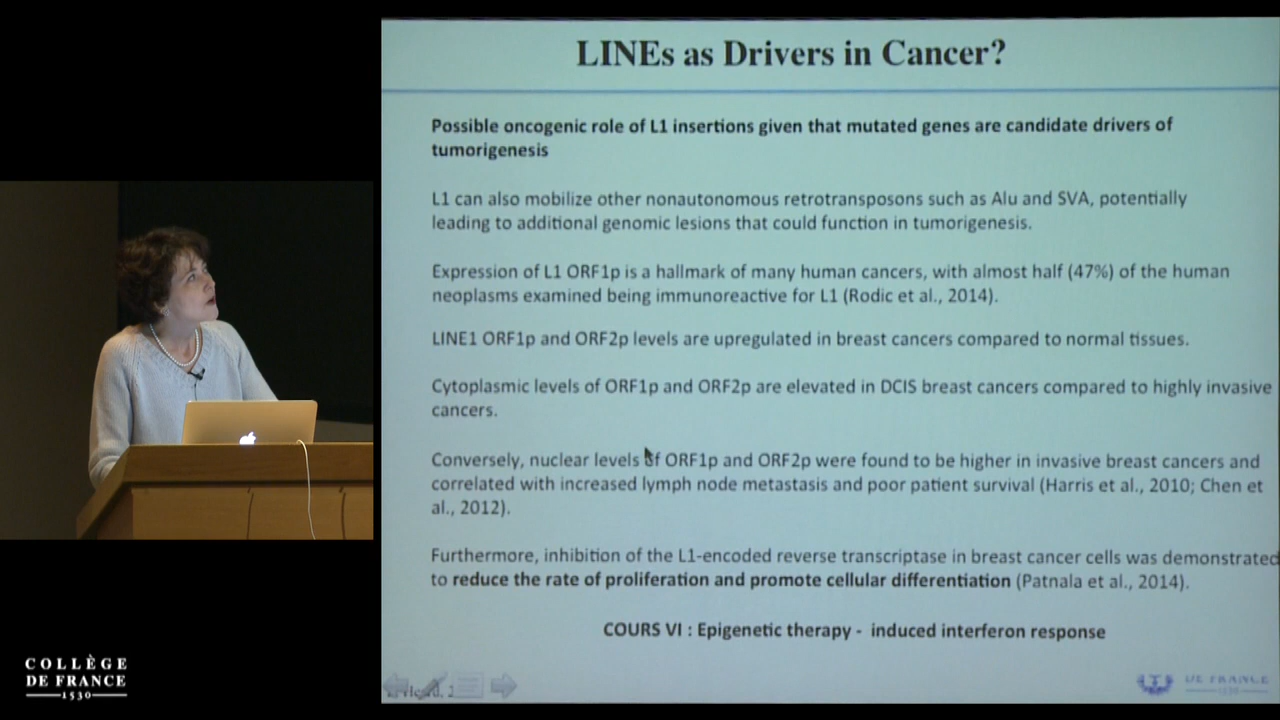 LINEs as Drivers in Cancer?
Possible oncogenic role of L1 insertions given that mutated genes are candidate drivers of
tumorigenesis
L1 can also mobilize other nonautonomous retrotransposons such as Alu and SVA, potentially
leading to additional genomic lesions that could function in tumorigenesis.
Expression of L1 ORF1p is a hallmark of many human cancers, with almost half (47%) of the human
neoplasms examined being immunoreactive for L1 (Rodic et al., 2014).
LINE1 ORF1p and ORF2p levels are upregulated in breast cancers compared to normal tissues.
Cytoplasmic levels of ORF1p and ORF2p are elevated in DCIS breast cancers compared to highly invasive
cancers.
Conversely, nuclear levels of ORF1p and ORF2p were found to be higher in invasive breast cancers and
correlated with increased lymph node metastasis and poor patient survival (Harris et al., 2010; Chen et
al., 2012).
Furthermore, inhibition of the L1-encoded reverse transcriptase in breast cancer cells was demonstrated
to reduce the rate of proliferation and promote cellular differentiation (Patnala et al., 2014).
COURS VI : Epigenetic therapy - induced interferon response
DE FRANCE
1530
COLLÈGE
DE FRANCE
1530